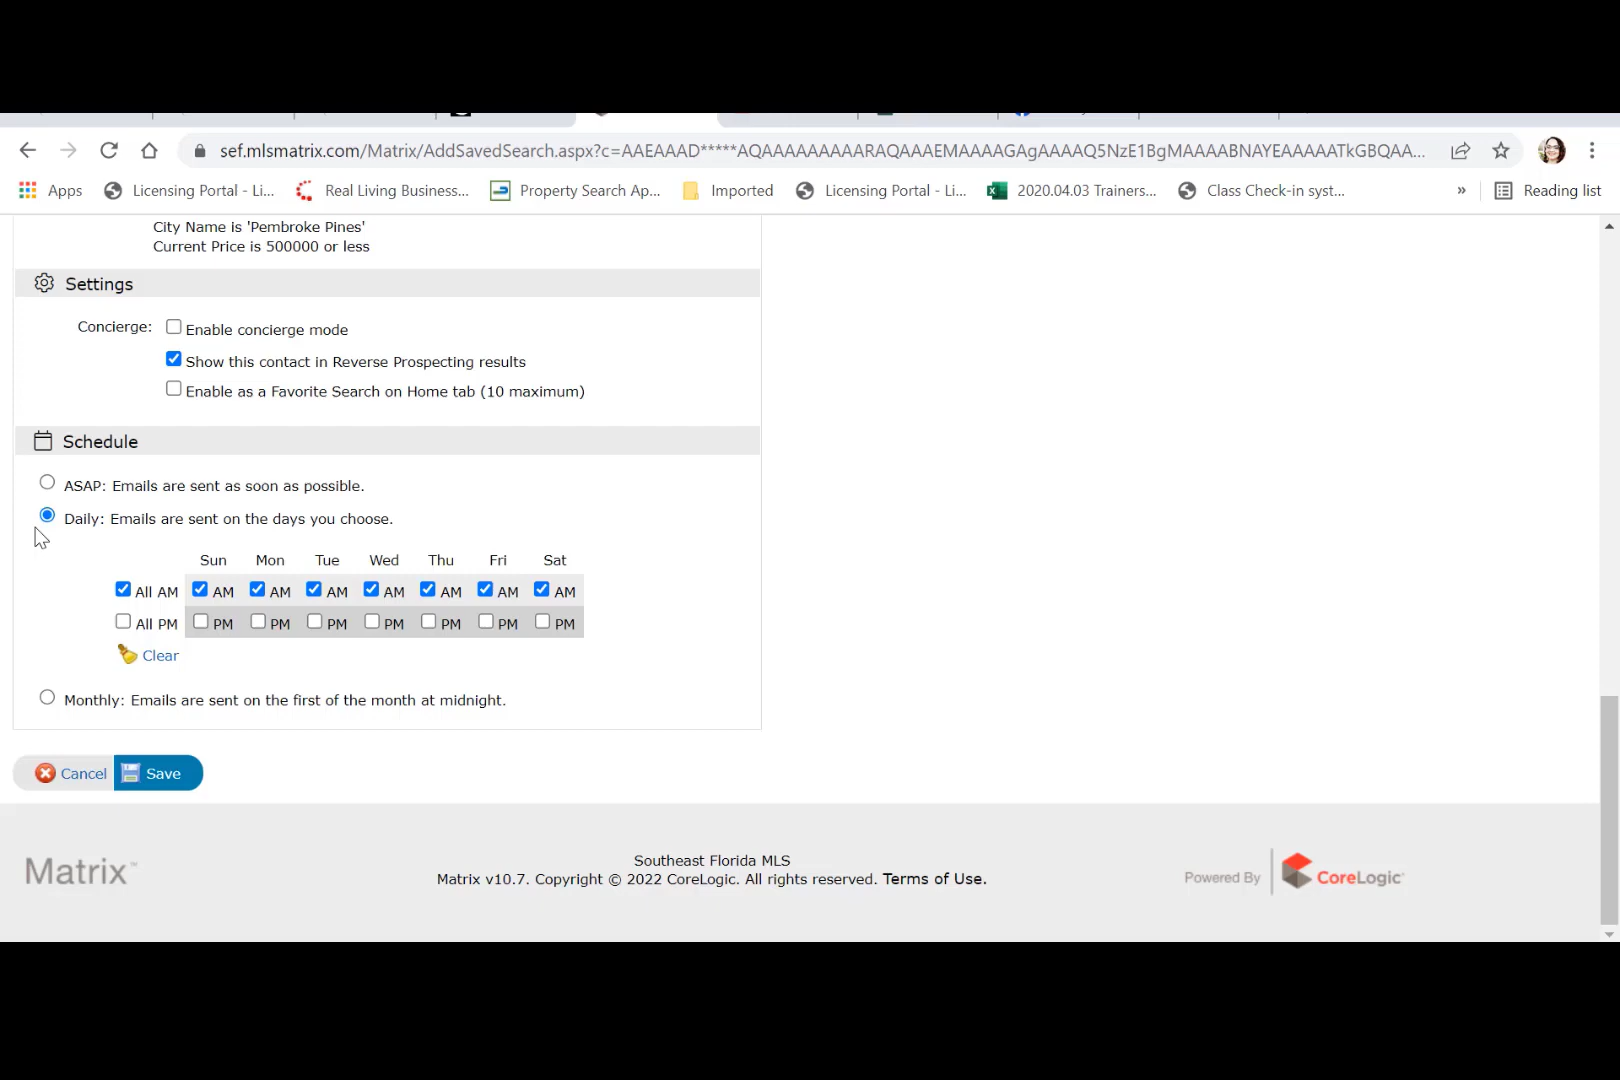 sef.mlsmatrix.com/Matrix/AddSavedSearch.aspx?c=AAEAAAD*****AQAAAAAAAAARAQAAAEMAAAAGAgAAAAQ5NzE1BgMAAAABNAYEAAAAATkGBQAA...
Apps Licensing Portal - Li... Real Living Business... Property Search Ap... Imported Licensing Portal - Li... 2020.04.03 Trainers... Class Check-in syst... » Reading list
City Name is 'Pembroke Pines'
Current Price is 500000 or less
Settings
Concierge: Enable concierge mode
Show this contact in Reverse Prospecting results
Enable as a Favorite Search on Home tab (10 maximum)
Schedule
ASAP: Emails are sent as soon as possible.
Daily: Emails are sent on the days you choose.
Sun Mon Tue Wed Thu Fri Sat
All AM AM AM AM AM AM AM AM
All PM PM PM PM PM PM PM PM
Clear
Monthly: Emails are sent on the first of the month at midnight.
Cancel Save
Matrix™
Southeast Florida MLS
Matrix v10.7. Copyright © 2022 CoreLogic. All rights reserved. Terms of Use.
Powered By CoreLogic